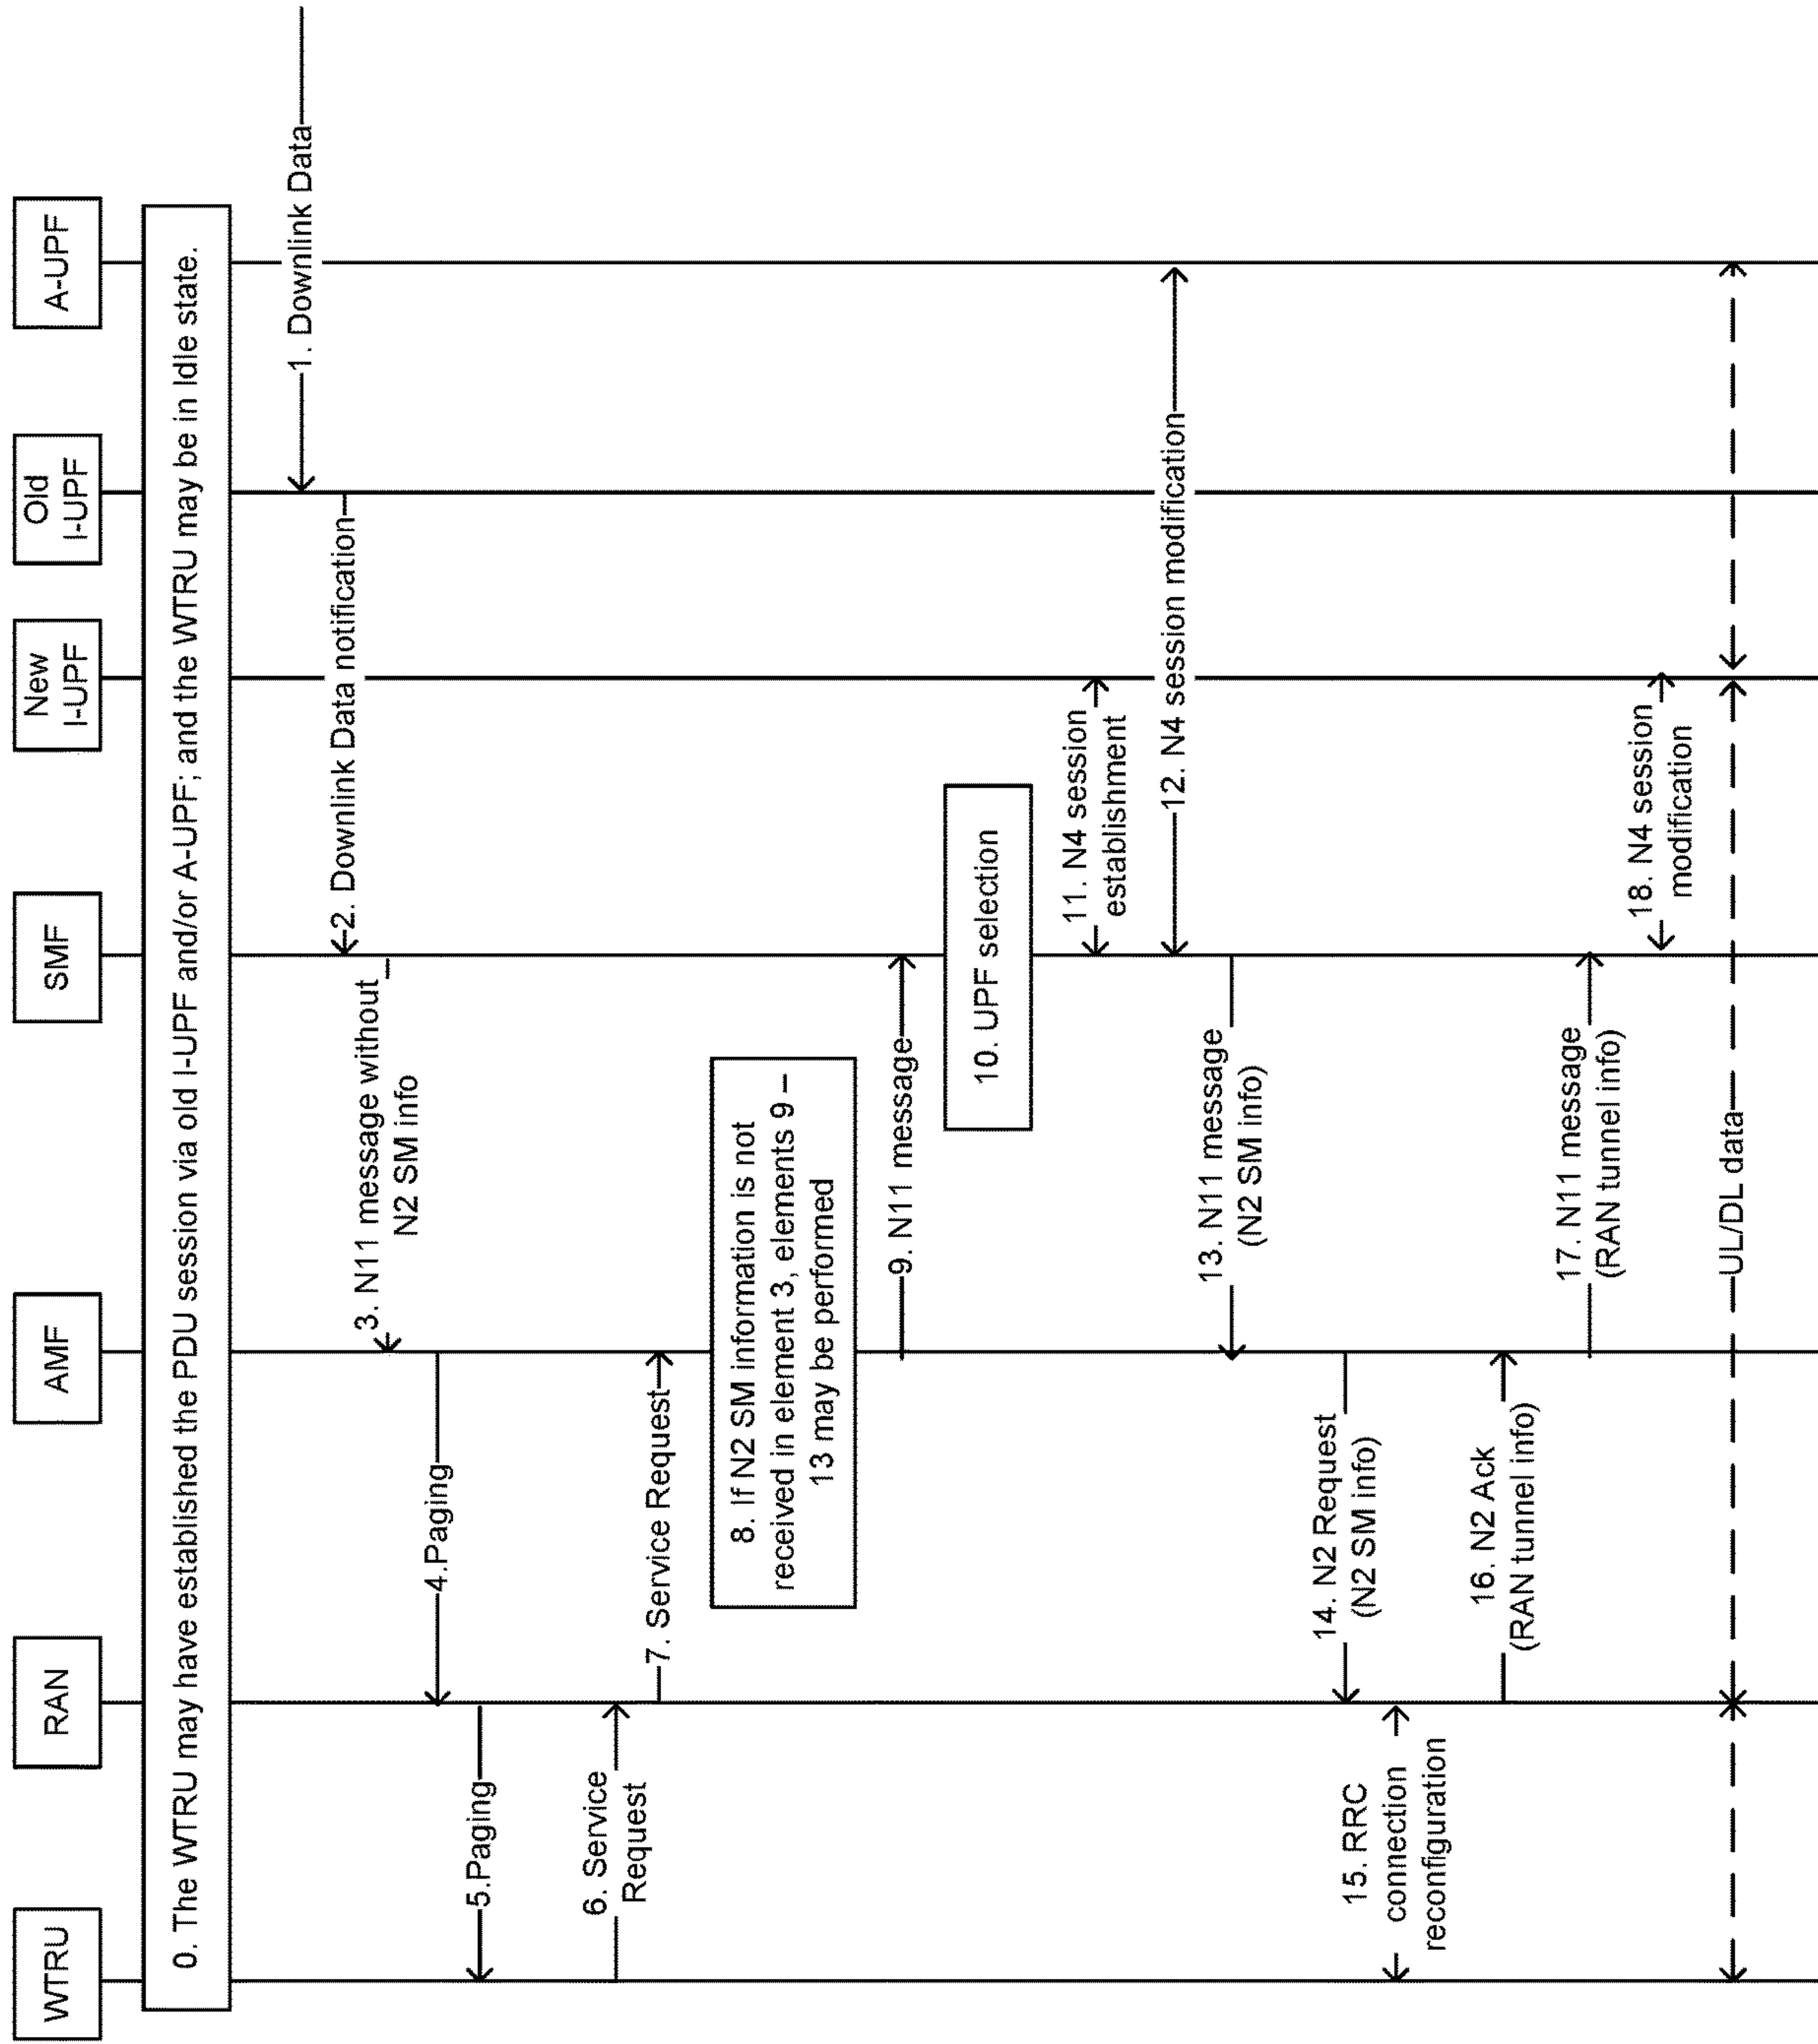 WTRU
RAN
AMF
SMF
New
I-UPF
Old
I-UPF
A-UPF
0. The WTRU may have established the PDU session via old I-UPF and/or A-UPF; and the WTRU may be in Idle state.
1. Downlink Data
2. Downlink Data notification
3. N11 message without
N2 SM info
4.Paging
5.Paging
6. Service
Request
7. Service Request
8. If N2 SM information is not
received in element 3, elements 9 –
13 may be performed
9. N11 message
10. UPF selection
11. N4 session
establishment
12. N4 session modification
13. N11 message
(N2 SM info)
14. N2 Request
(N2 SM info)
15. RRC
connection
reconfiguration
16. N2 Ack
(RAN tunnel info)
17. N11 message
(RAN tunnel info)
18. N4 session
modification
UL/DL data